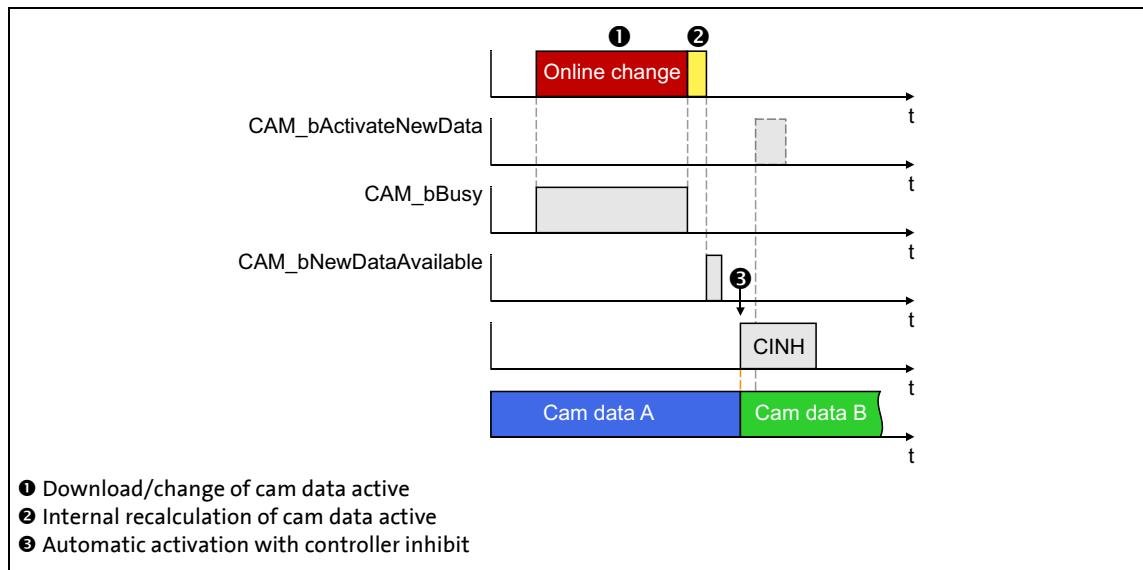 ❶ ❷
Online change
t
CAM_bActivateNewData
t
CAM_bBusy
t
CAM_bNewDataAvailable
❸
t
CINH
t
Cam data A Cam data B
t
❶ Download/change of cam data active
❷ Internal recalculation of cam data active
❸ Automatic activation with controller inhibit